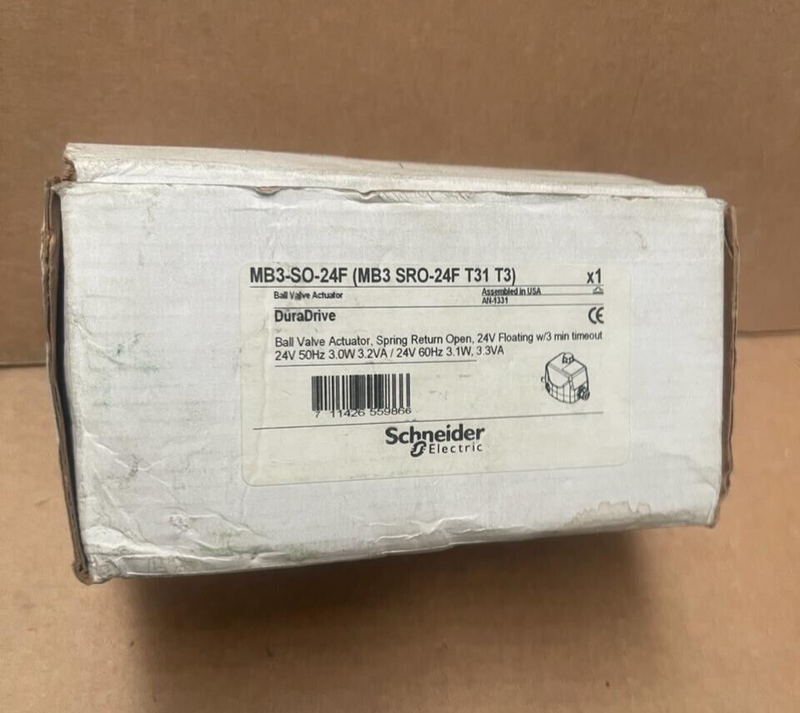 MB3-SO-24F (MB3 SRO-24F T31 T3) x1
Ball Valve Actuator Assembled in USA
AN-1331
DuraDrive CE
Ball Valve Actuator, Spring Return Open, 24V Floating w/3 min timeout
24V 50Hz 3.0W 3.2VA / 24V 60Hz 3.1W, 3.3VA
7 11426 559866
Schneider
Electric